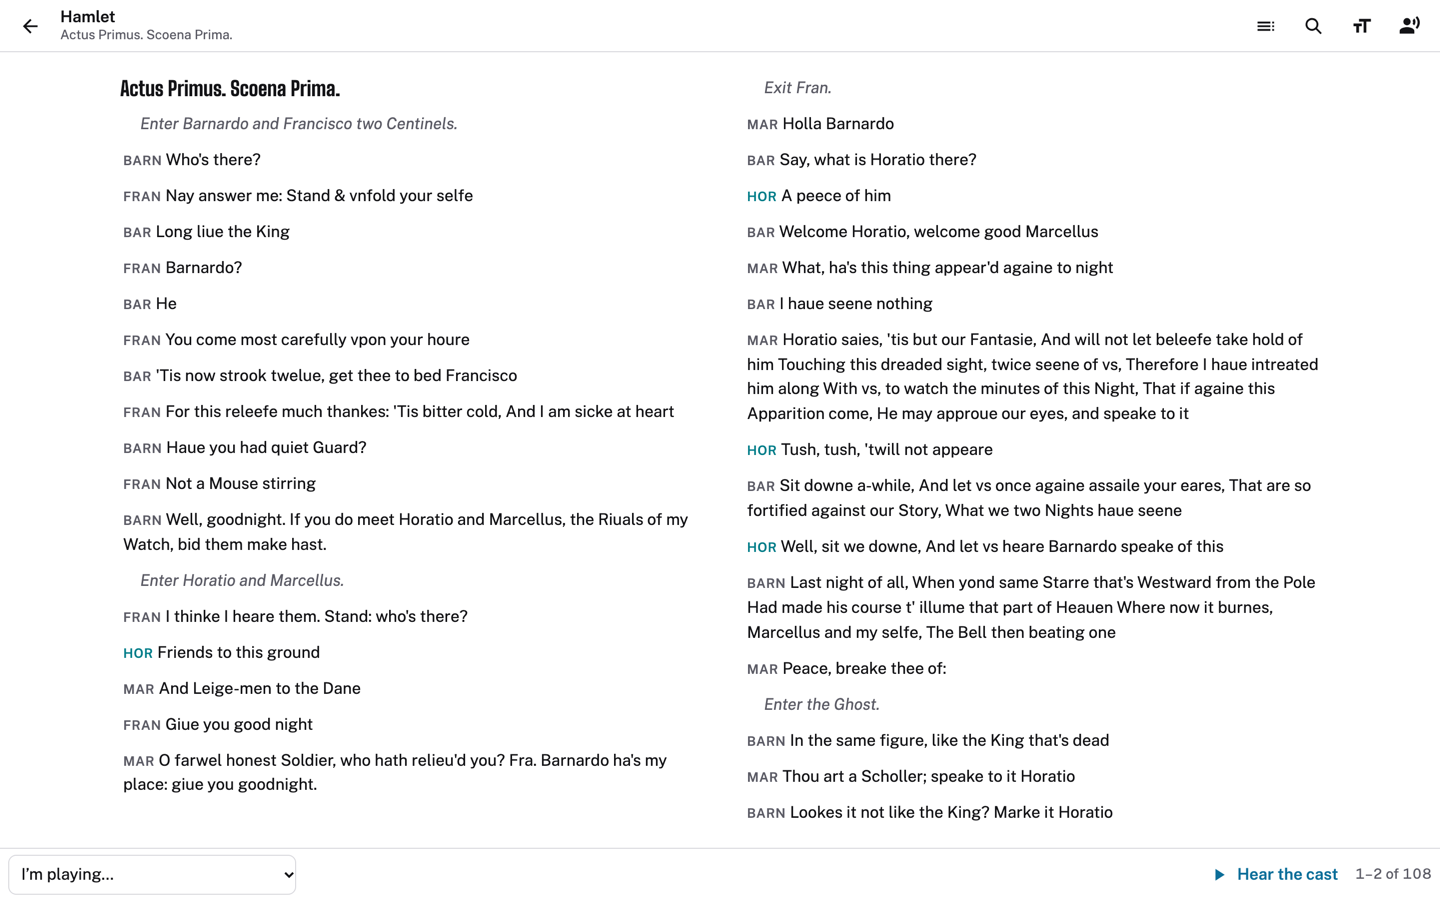 Hamlet
Actus Primus. Scoena Prima.
Actus Primus. Scoena Prima.
Enter Barnardo and Francisco two Centinels.
BARN Who's there?
FRAN Nay answer me: Stand & vnfold your selfe
BAR Long liue the King
FRAN Barnardo?
BAR He
FRAN You come most carefully vpon your houre
BAR 'Tis now strook twelue, get thee to bed Francisco
FRAN For this releefe much thankes: 'Tis bitter cold, And I am sicke at heart
BARN Haue you had quiet Guard?
FRAN Not a Mouse stirring
BARN Well, goodnight. If you do meet Horatio and Marcellus, the Riuals of my
Watch, bid them make hast.
Enter Horatio and Marcellus.
FRAN I thinke I heare them. Stand: who's there?
HOR Friends to this ground
MAR And Leige-men to the Dane
FRAN Giue you good night
MAR O farwel honest Soldier, who hath relieu'd you? Fra. Barnardo ha's my
place: giue you goodnight.
Exit Fran.
MAR Holla Barnardo
BAR Say, what is Horatio there?
HOR A peece of him
BAR Welcome Horatio, welcome good Marcellus
MAR What, ha's this thing appear'd againe to night
BAR I haue seene nothing
MAR Horatio saies, 'tis but our Fantasie, And will not let beleefe take hold of
him Touching this dreaded sight, twice seene of vs, Therefore I haue intreated
him along With vs, to watch the minutes of this Night, That if againe this
Apparition come, He may approue our eyes, and speake to it
HOR Tush, tush, 'twill not appeare
BAR Sit downe a-while, And let vs once againe assaile your eares, That are so
fortified against our Story, What we two Nights haue seene
HOR Well, sit we downe, And let vs heare Barnardo speake of this
BARN Last night of all, When yond same Starre that's Westward from the Pole
Had made his course t' illume that part of Heauen Where now it burnes,
Marcellus and my selfe, The Bell then beating one
MAR Peace, breake thee of:
Enter the Ghost.
BARN In the same figure, like the King that's dead
MAR Thou art a Scholler; speake to it Horatio
BARN Lookes it not like the King? Marke it Horatio
I'm playing...
Hear the cast
1–2 of 108